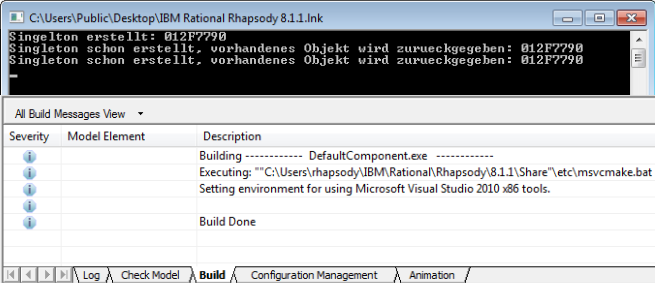 C:\Users\Public\Desktop\IBM Rational Rhapsody 8.1.1.lnk
Singelton erstellt: 012F7790
Singleton schon erstellt, vorhandenes Objekt wird zurueckgegeben: 012F7790
Singleton schon erstellt, vorhandenes Objekt wird zurueckgegeben: 012F7790
All Build Messages View
Severity Model Element Description
Building ------------ DefaultComponent.exe ------------
Executing: ""C:\Users\rhapsody\IBM\Rational\Rhapsody\8.1.1\Share"\etc\msvcmake.bat
Setting environment for using Microsoft Visual Studio 2010 x86 tools.
Build Done
Log Check Model Build Configuration Management Animation